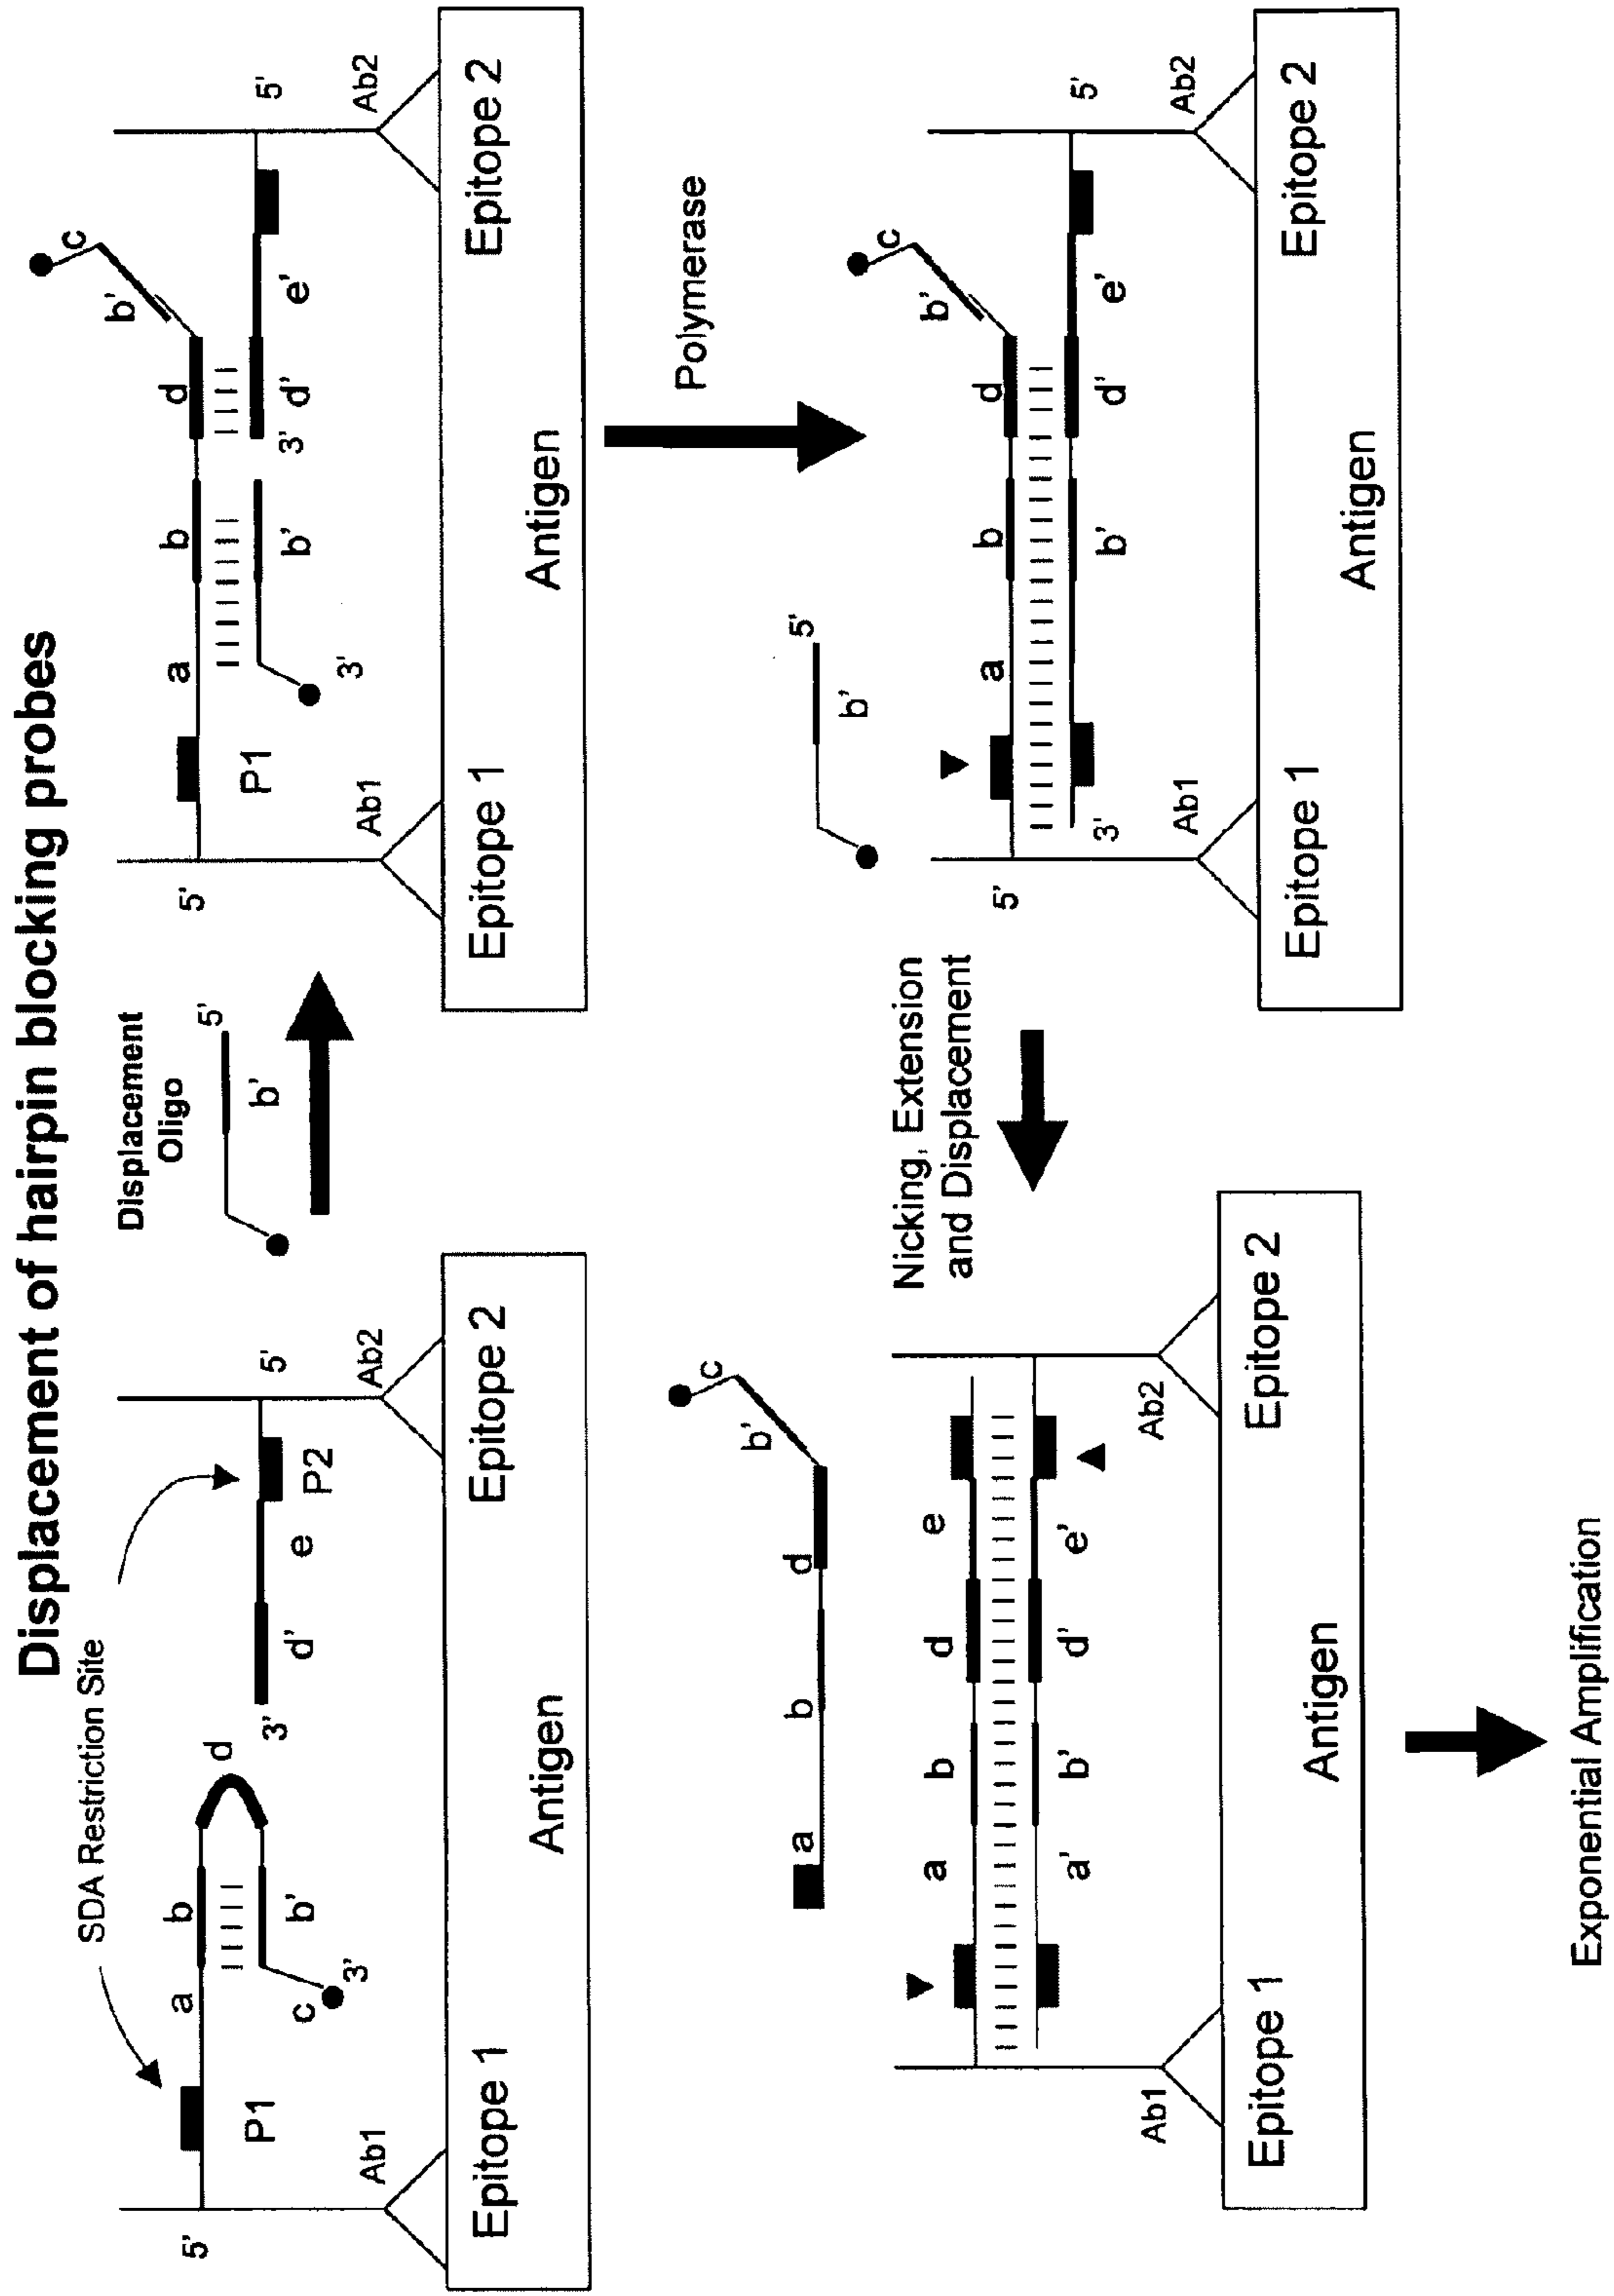 Displacement of hairpin blocking probes
SDA Restriction Site
5'
a
b
d
b'
c
3'
P1
3'
d'
e
P2
5'
Ab1
Ab2
Epitope 1
Epitope 2
Antigen
Displacement
Oligo
5'
b'
5'
a
b
d
b'
c
P1
3'
b'
3'
d'
e'
5'
Ab1
Ab2
Epitope 1
Epitope 2
Antigen
Polymerase
5'
b'
5'
a
b
d
b'
c
3'
b'
d'
e'
5'
Ab1
Ab2
Epitope 1
Epitope 2
Antigen
Nicking, Extension
and Displacement
a
b
d
b'
c
a
b
d
e
a'
b'
d'
e'
Ab1
Ab2
Epitope 1
Epitope 2
Antigen
Exponential Amplification